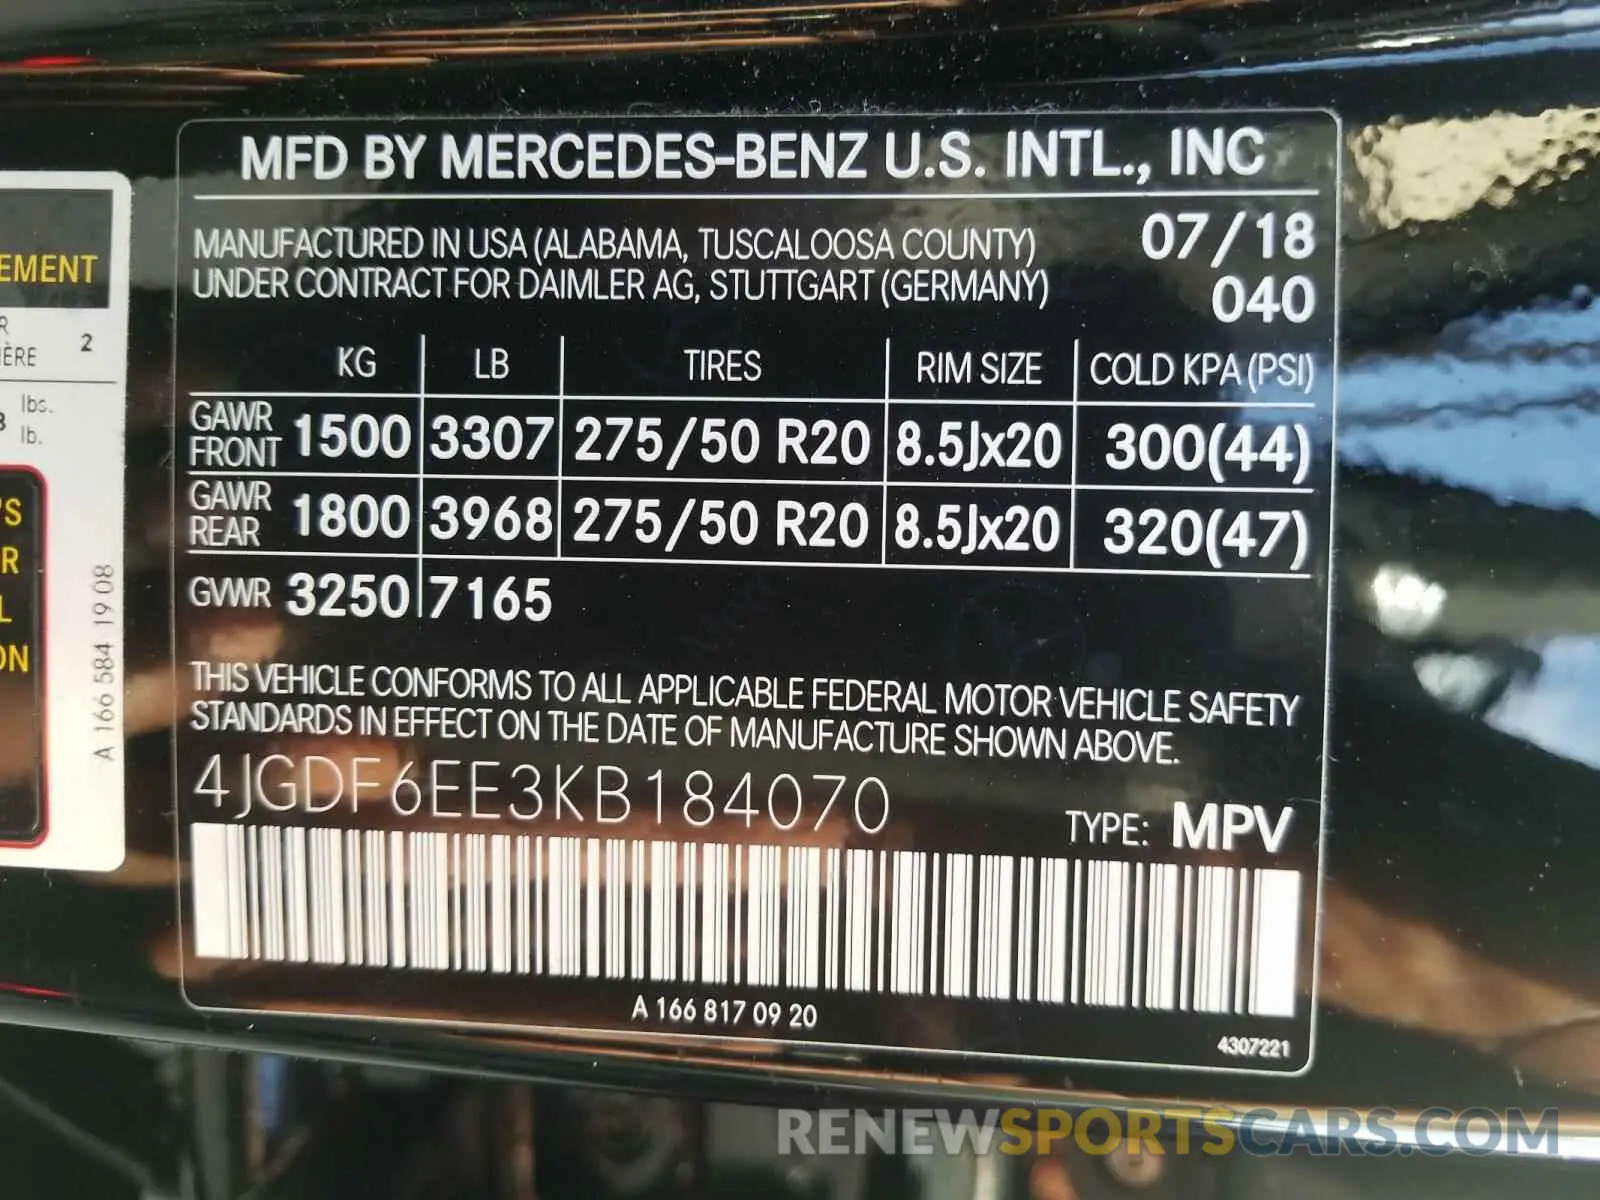 MFD BY MERCEDES-BENZ U.S. INTL., INC
MANUFACTURED IN USA (ALABAMA, TUSCALOOSA COUNTY) 07/18
UNDER CONTRACT FOR DAIMLER AG, STUTTGART (GERMANY) 040
KG LB TIRES RIM SIZE COLD KPA (PSI)
GAWR FRONT 1500 3307 275/50 R20 8.5Jx20 300(44)
GAWR REAR 1800 3968 275/50 R20 8.5Jx20 320(47)
GVWR 3250 7165
THIS VEHICLE CONFORMS TO ALL APPLICABLE FEDERAL MOTOR VEHICLE SAFETY
STANDARDS IN EFFECT ON THE DATE OF MANUFACTURE SHOWN ABOVE.
4JGDF6EE3KB184070
TYPE: MPV
A 166 817 09 20
4307221
EMENT
R
IÈRE 2
lbs.
lb.
'S
R
L
ON
A 166 584 19 08
RENEWSPORTSCARS.COM